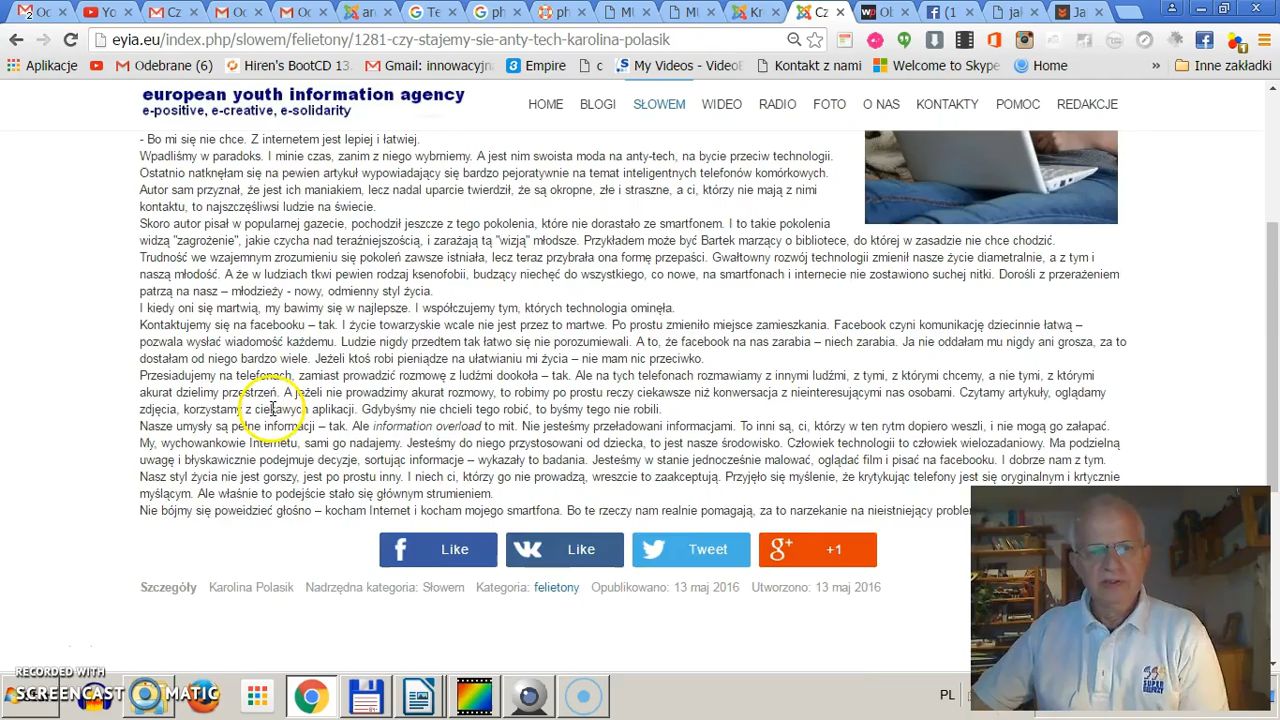 Oc
Yo
Cz
Oc
Oc
an
Te
ph
ph
MI
MI
Kr
Cz
Ob
(1
jal
Ja
eyia.eu/index.php/slowem/felietony/1281-czy-stajemy-sie-anty-tech-karolina-polasik
Aplikacje
Odebrane (6)
Hiren's BootCD 13.
Gmail: innowacyjn
Empire
c
My Videos - VideoE
Kontakt z nami
Welcome to Skype
Home
»
Inne zakładki
european youth information agency
e-positive, e-creative, e-solidarity
HOME BLOGI SŁOWEM WIDEO RADIO FOTO O NAS KONTAKTY POMOC REDAKCJE
- Bo mi się nie chce. Z internetem jest lepiej i łatwiej.
Wpadliśmy w paradoks. I minie czas, zanim z niego wybrniemy. A jest nim swoista moda na anty-tech, na bycie przeciw technologii.
Ostatnio natknęłam się na pewien artykuł wypowiadający się bardzo pejoratywnie na temat inteligentnych telefonów komórkowych.
Autor sam przyznał, że jest ich maniakiem, lecz nadal uparcie twierdził, że są okropne, złe i straszne, a ci, którzy nie mają z nimi
kontaktu, to najszczęśliwsi ludzie na świecie.
Skoro autor pisał w popularnej gazecie, pochodził jeszcze z tego pokolenia, które nie dorastało ze smartfonem. I to takie pokolenia
widzą "zagrożenie", jakie czycha nad teraźniejszością, i zarażają tą "wizją" młodsze. Przykładem może być Bartek marzący o bibliotece, do której w zasadzie nie chce chodzić.
Trudność we wzajemnym zrozumieniu się pokoleń zawsze istniała, lecz teraz przybrała ona formę przepaści. Gwałtowny rozwój technologii zmienił nasze życie diametralnie, a z tym i
naszą młodość. A że w ludziach tkwi pewien rodzaj ksenofobii, budzący niechęć do wszystkiego, co nowe, na smartfonach i internecie nie zostawiono suchej nitki. Dorośli z przerażeniem
patrzą na nasz – młodzieży - nowy, odmienny styl życia.
I kiedy oni się martwią, my bawimy się w najlepsze. I współczujemy tym, których technologia ominęła.
Kontaktujemy się na facebooku – tak. I życie towarzyskie wcale nie jest przez to martwe. Po prostu zmieniło miejsce zamieszkania. Facebook czyni komunikację dziecinnie łatwą –
pozwala wysłać wiadomość każdemu. Ludzie nigdy przedtem tak łatwo się nie porozumiewali. A to, że facebook na nas zarabia – niech zarabia. Ja nie oddałam mu nigdy ani grosza, za to
dostałam od niego bardzo wiele. Jeżeli ktoś robi pieniądze na ułatwianiu mi życia – nie mam nic przeciwko.
Przesiadujemy na telefonach, zamiast prowadzić rozmowę z ludźmi dookoła – tak. Ale na tych telefonach rozmawiamy z innymi ludźmi, z tymi, z którymi chcemy, a nie tymi, z którymi
akurat dzielimy przestrzeń. A jeżeli nie prowadzimy akurat rozmowy, to robimy po prostu reczy ciekawsze niż konwersacja z nieinteresującymi nas osobami. Czytamy artykuły, oglądamy
zdjęcia, korzystamy z ciekawych aplikacji. Gdybyśmy nie chcieli tego robić, to byśmy tego nie robili.
Nasze umysły są pełne informacji – tak. Ale information overload to mit. Nie jesteśmy przeładowani informacjami. To inni są, ci, którzy w ten rytm dopiero weszli, i nie mogą go załapać.
My, wychowankowie Internetu, sami go nadajemy. Jesteśmy do niego przystosowani od dziecka, to jest nasze środowisko. Człowiek technologii to człowiek wielozadaniowy. Ma podzielną
uwagę i błyskawicznie podejmuje decyzje, sortując informacje – wykazały to badania. Jesteśmy w stanie jednocześnie malować, oglądać film i pisać na facebooku. I dobrze nam z tym.
Nasz styl życia nie jest gorszy, jest po prostu inny. I niech ci, którzy go nie prowadzą, wreszcie to zaakceptują. Przyjęło się myślenie, że krytykując telefony jest się oryginalnym i krtycznie
myślącym. Ale właśnie to podejście stało się głównym strumieniem.
Nie bójmy się poweidzieć głośno – kocham Internet i kocham mojego smartfona. Bo te rzeczy nam realnie pomagają, za to narzekanie na nieistniejący
Like
Like
Tweet
+1
Szczegóły Karolina Polasik Nadrzędna kategoria: Słowem Kategoria: felietony Opublikowano: 13 maj 2016 Utworzono: 13 maj 2016
RECORDED WITH
SCREENCAST MATIC
PL